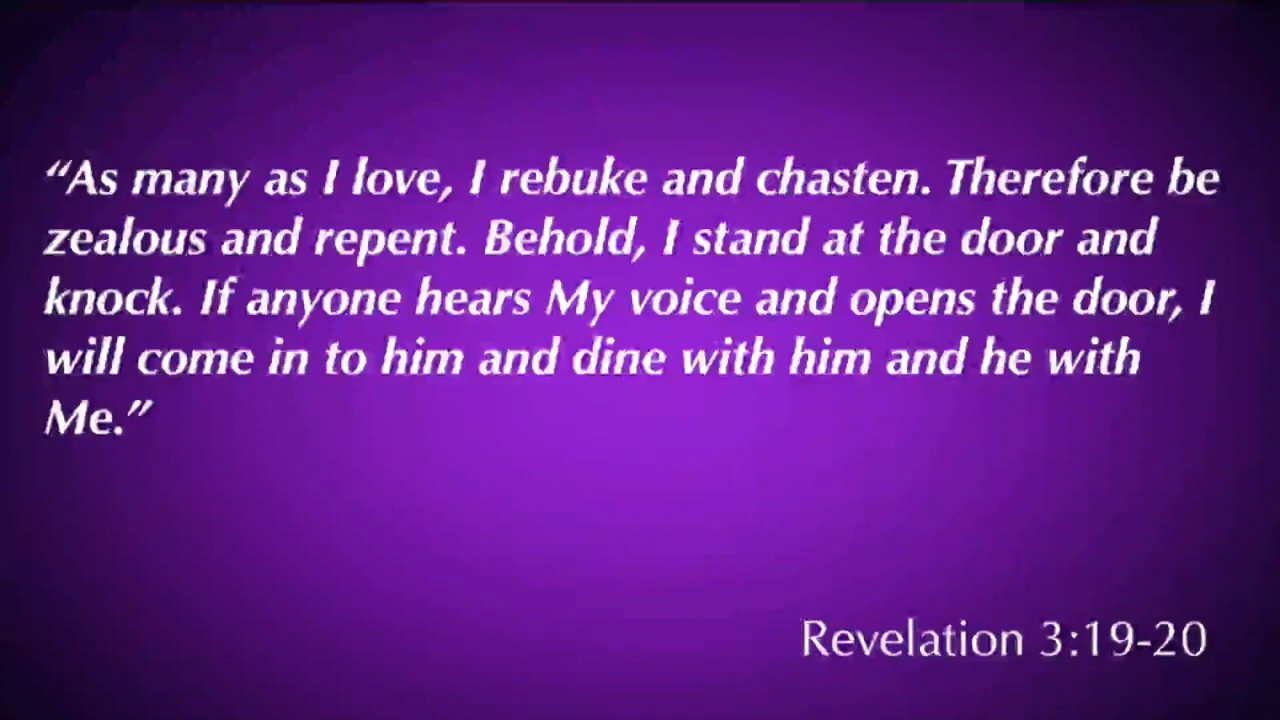 “As many as I love, I rebuke and chasten. Therefore be
zealous and repent. Behold, I stand at the door and
knock. If anyone hears My voice and opens the door, I
will come in to him and dine with him and he with
Me.”
Revelation 3:19-20